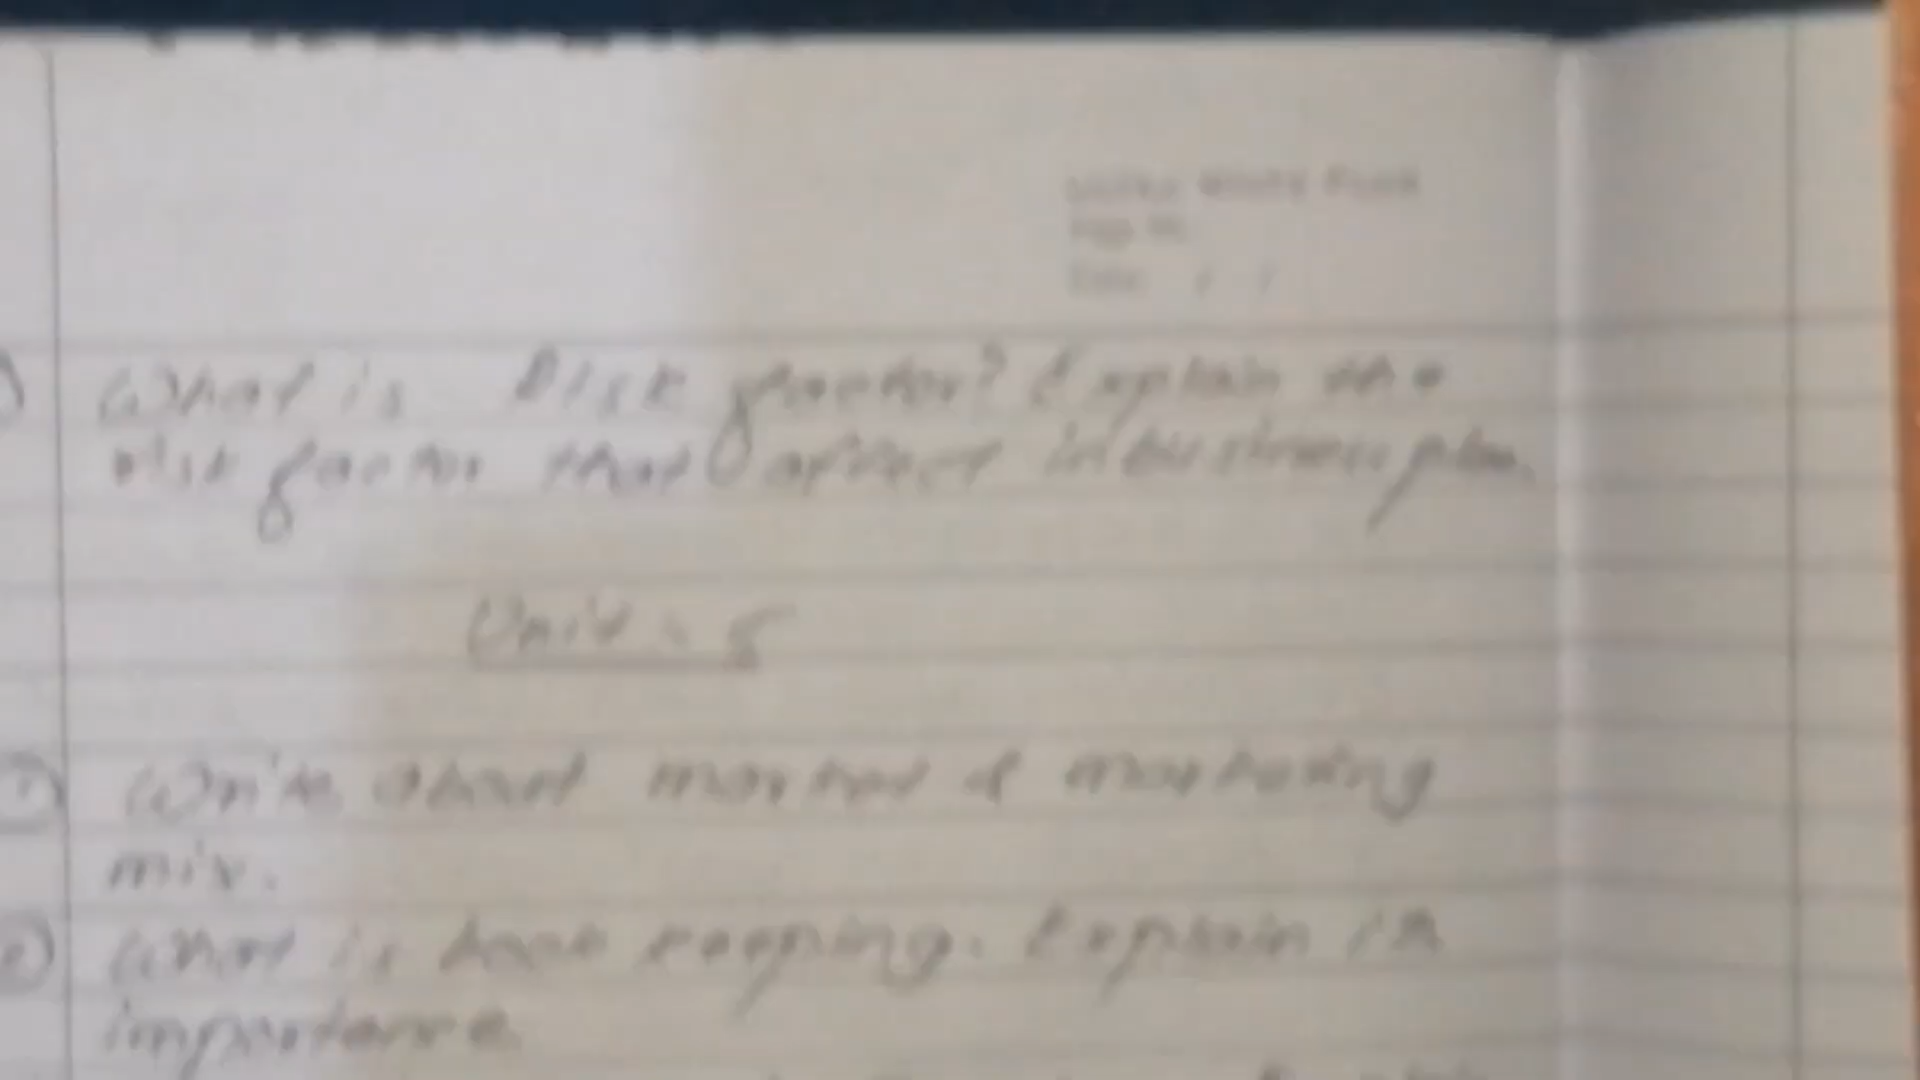 What is Risk factor? Explain the
risk factor that affect in business plan.
Unit - 5
Write about market & marketing
mix.
What is book keeping. Explain its
importance.